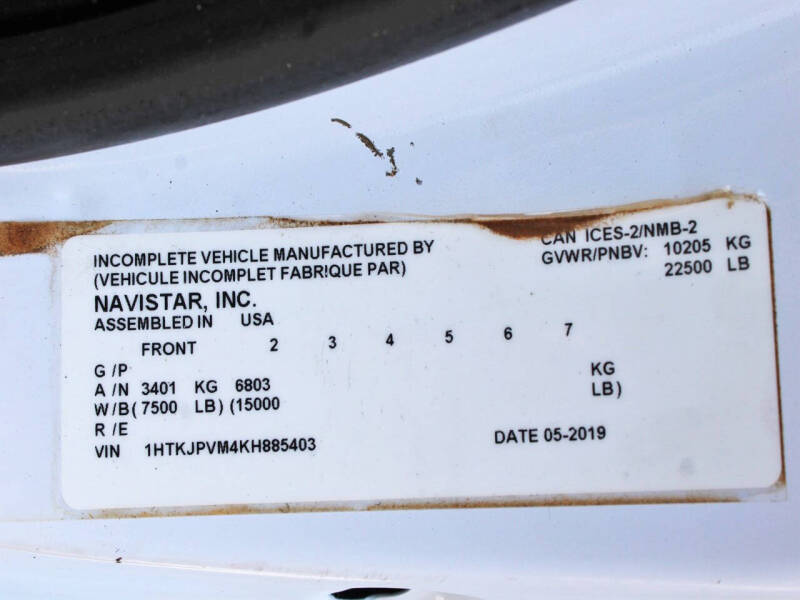 INCOMPLETE VEHICLE MANUFACTURED BY
(VEHICULE INCOMPLET FABRIQUE PAR)
NAVISTAR, INC.
ASSEMBLED IN USA
CAN ICES-2/NMB-2
GVWR/PNBV: 10205 KG
22500 LB
FRONT 2 3 4 5 6 7
G /P
A /N 3401 KG 6803 KG
W/B( 7500 LB) (15000 LB)
R /E
VIN 1HTKJPVM4KH885403
DATE 05-2019